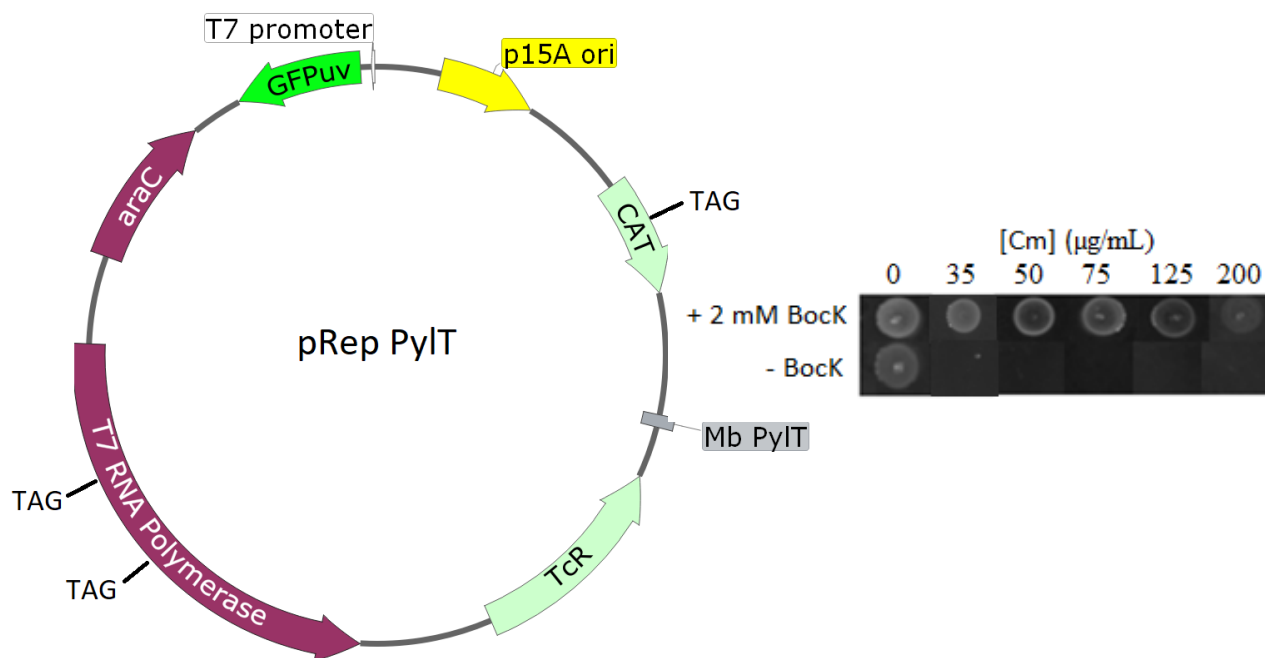 T7 promoter
p15A ori
GFPuv
araC
CAT
TAG
pRep PylT
Mb PylT
T7 RNA Polymerase
TAG
TAG
TcR
[Cm] (µg/mL)
0 35 50 75 125 200
+ 2 mM BocK
- BocK